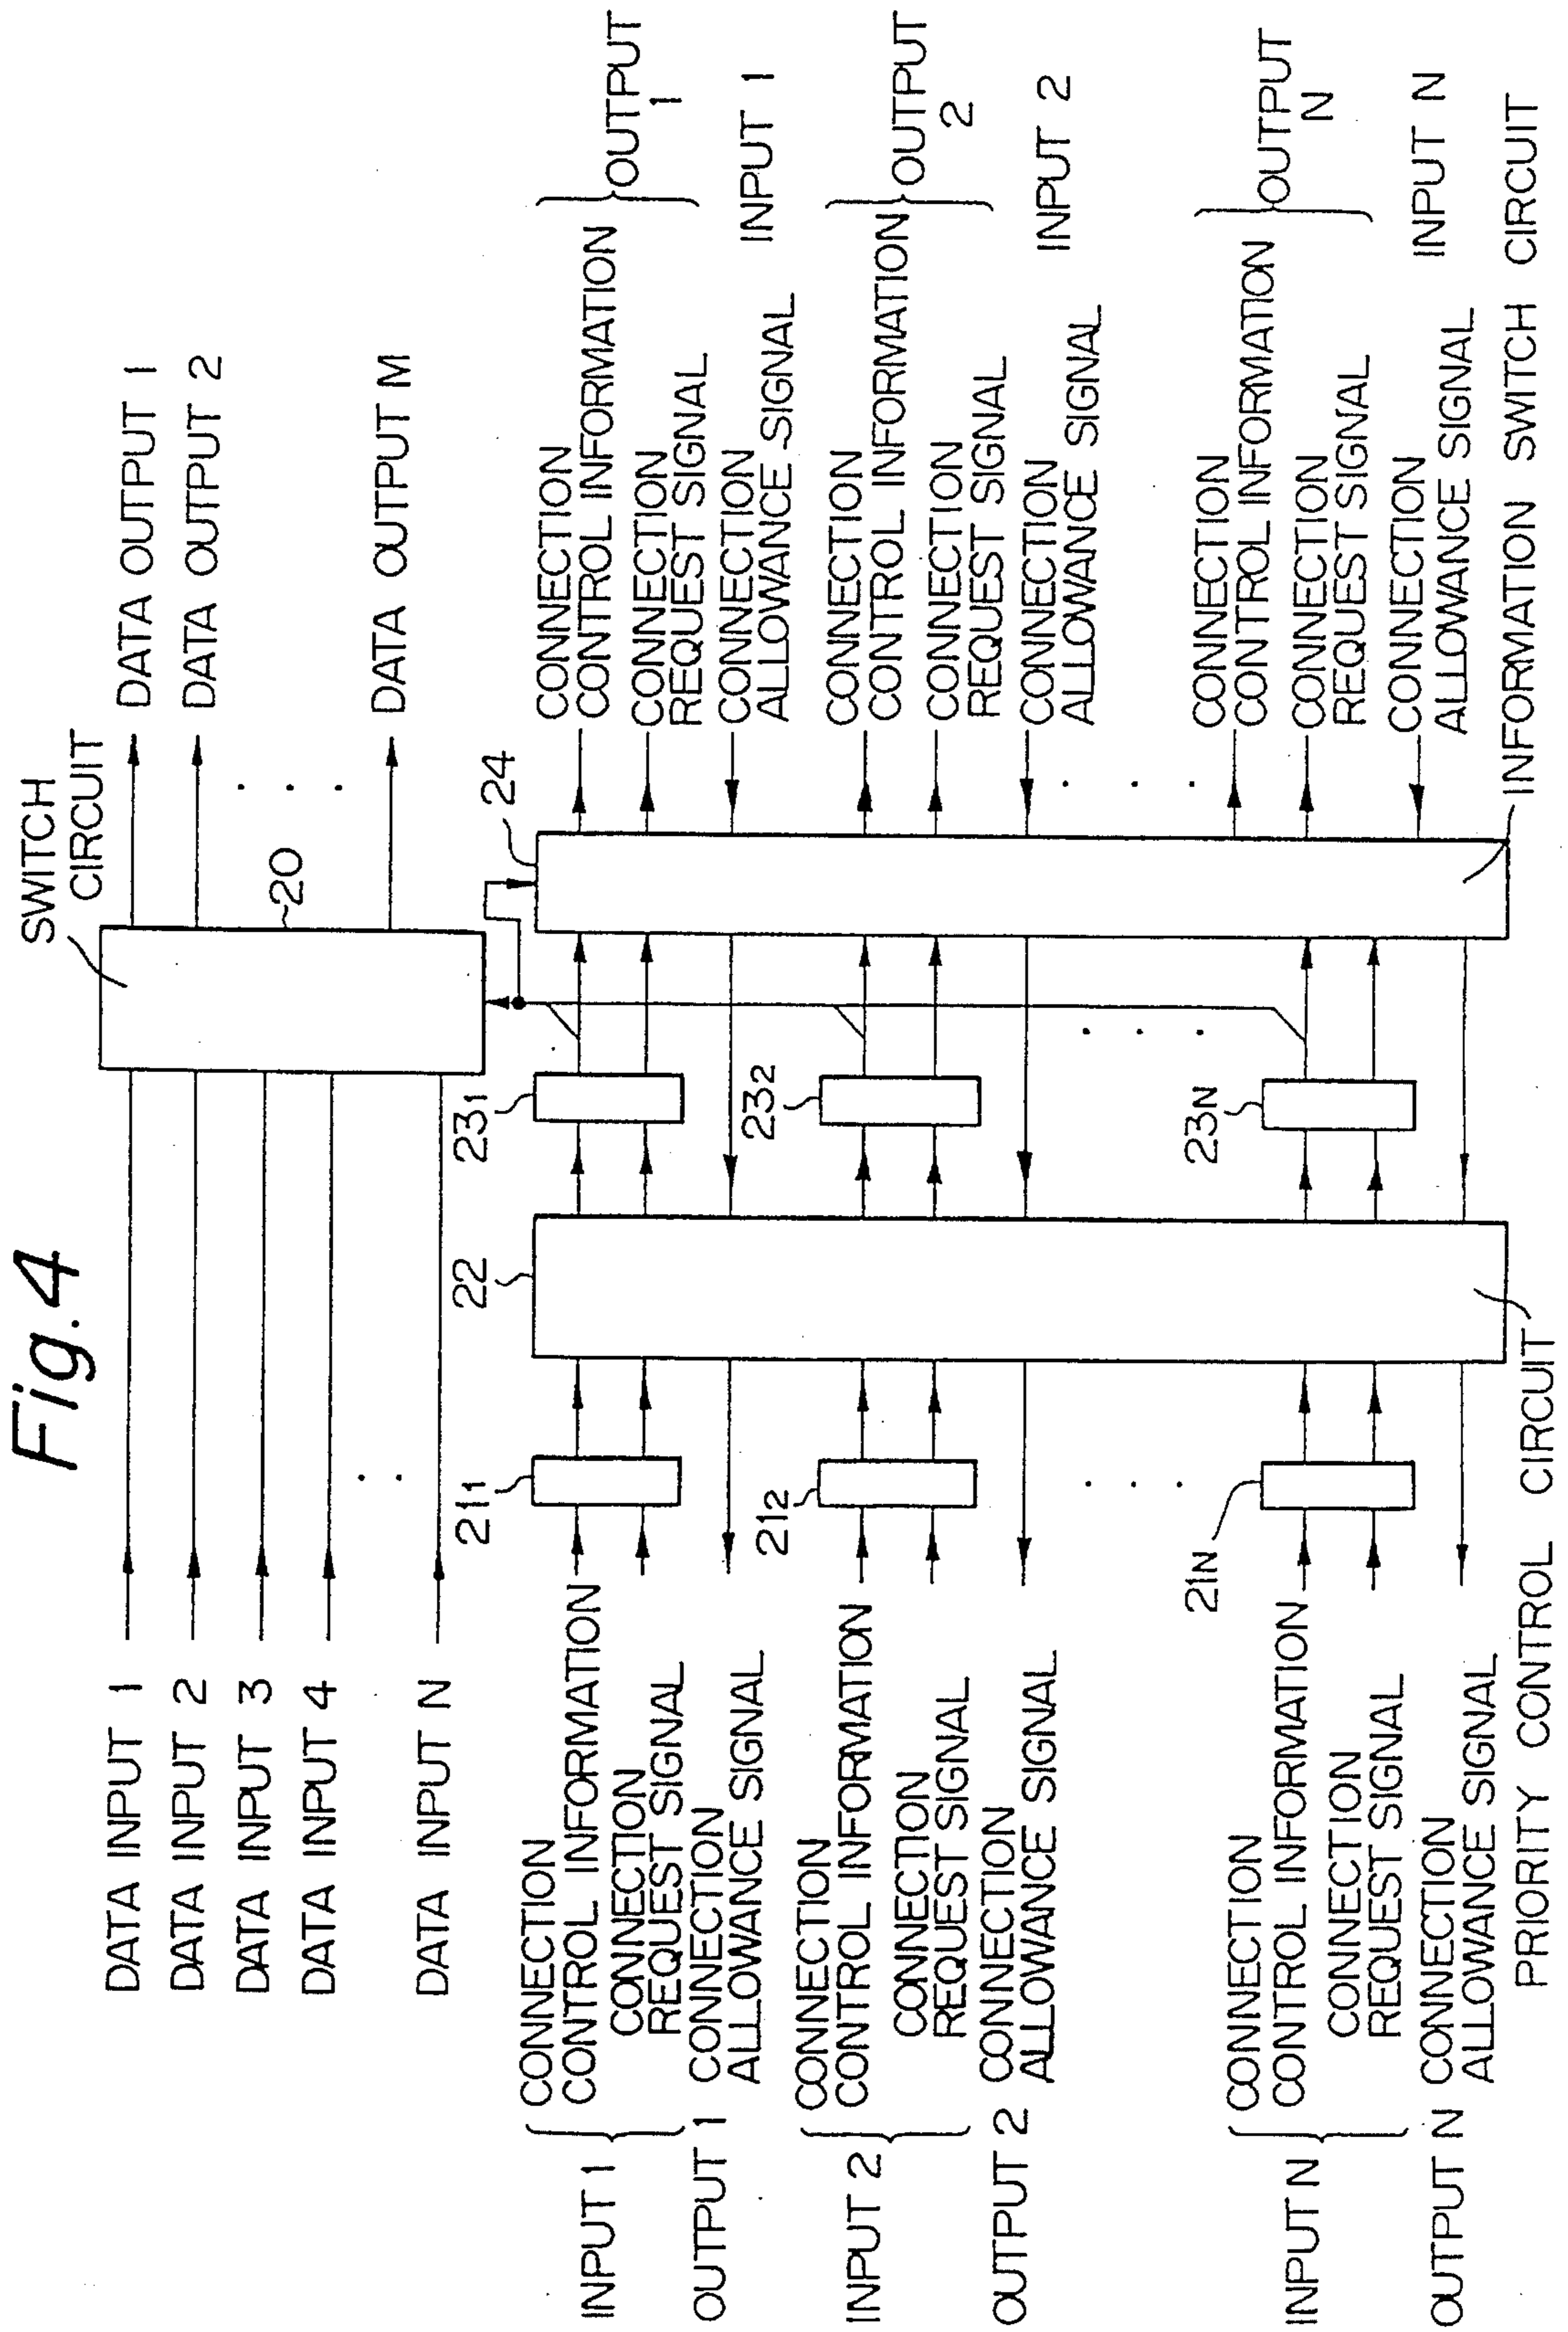 Fig.4
DATA INPUT 1
DATA INPUT 2
DATA INPUT 3
DATA INPUT 4
DATA INPUT N
SWITCH
CIRCUIT
20
DATA OUTPUT 1
DATA OUTPUT 2
DATA OUTPUT M
INPUT 1
CONNECTION
CONTROL INFORMATION
CONNECTION
REQUEST SIGNAL
OUTPUT 1
CONNECTION
ALLOWANCE SIGNAL
INPUT 2
CONNECTION
CONTROL INFORMATION
CONNECTION
REQUEST SIGNAL
OUTPUT 2
CONNECTION
ALLOWANCE SIGNAL
INPUT N
CONNECTION
CONTROL INFORMATION
CONNECTION
REQUEST SIGNAL
OUTPUT N
CONNECTION
ALLOWANCE SIGNAL
211
212
21N
22
PRIORITY CONTROL CIRCUIT
231
232
23N
24
INFORMATION SWITCH CIRCUIT
CONNECTION
CONTROL INFORMATION
CONNECTION
REQUEST SIGNAL
OUTPUT
1
CONNECTION
ALLOWANCE SIGNAL
INPUT 1
CONNECTION
CONTROL INFORMATION
CONNECTION
REQUEST SIGNAL
OUTPUT
2
CONNECTION
ALLOWANCE SIGNAL
INPUT 2
CONNECTION
CONTROL INFORMATION
CONNECTION
REQUEST SIGNAL
OUTPUT
N
CONNECTION
ALLOWANCE SIGNAL
INPUT N